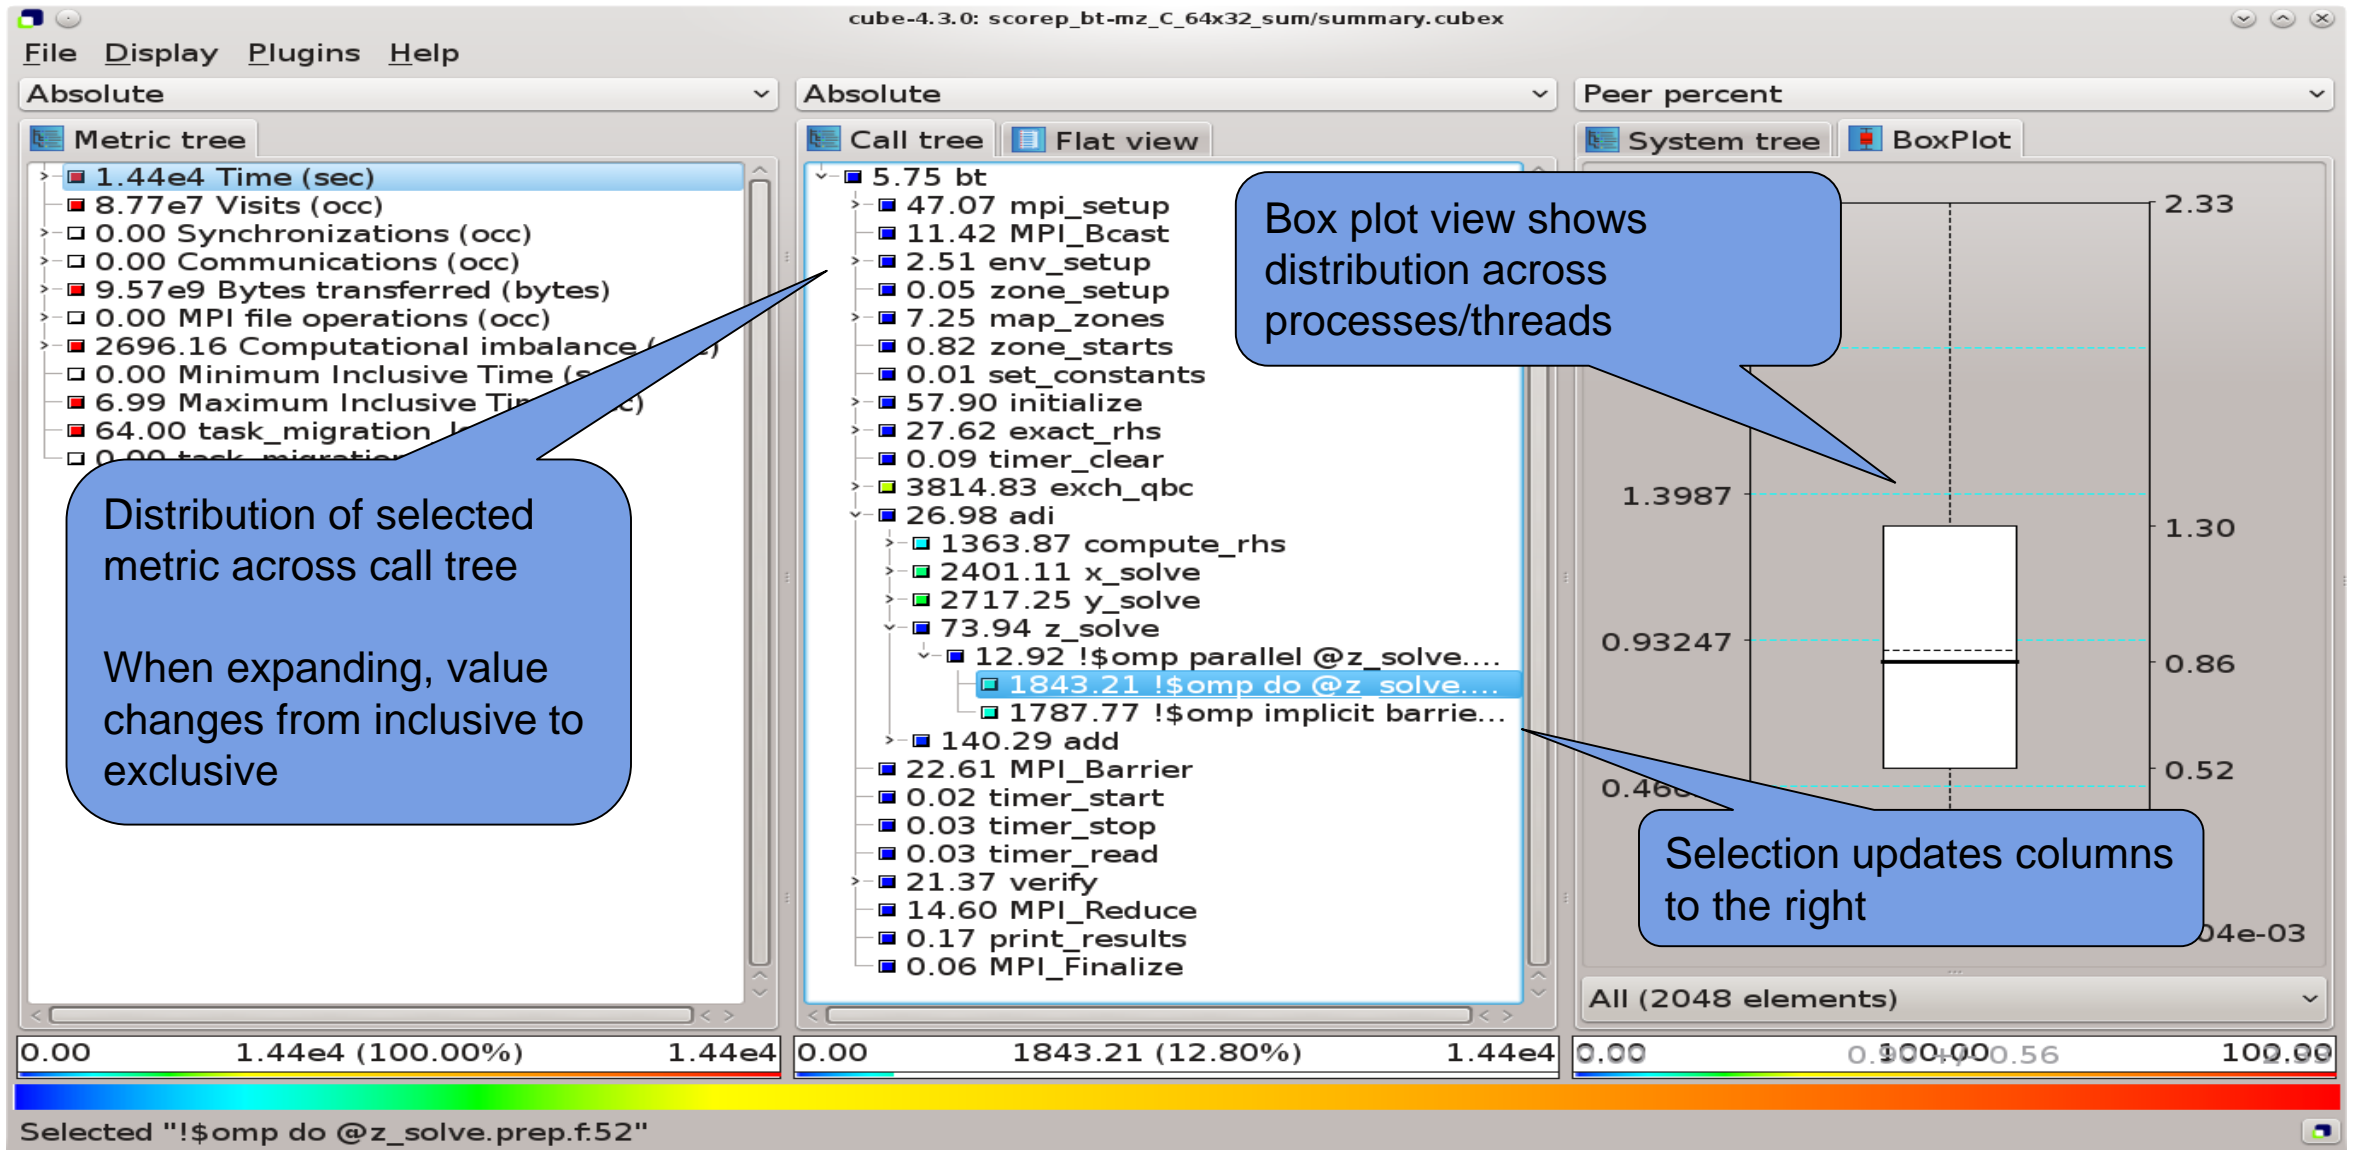 cube-4.3.0: scorep_bt-mz_C_64x32_sum/summary.cubex
File Display Plugins Help
Absolute
Absolute
Peer percent
Metric tree
Call tree
Flat view
System tree
BoxPlot
1.44e4 Time (sec)
8.77e7 Visits (occ)
0.00 Synchronizations (occ)
0.00 Communications (occ)
9.57e9 Bytes transferred (bytes)
0.00 MPI file operations (occ)
2696.16 Computational imbalance
0.00 Minimum Inclusive Time
6.99 Maximum Inclusive
64.00 task_migration
0.00 task_migration
Distribution of selected
metric across call tree
When expanding, value
changes from inclusive to
exclusive
5.75 bt
47.07 mpi_setup
11.42 MPI_Bcast
2.51 env_setup
0.05 zone_setup
7.25 map_zones
0.82 zone_starts
0.01 set_constants
57.90 initialize
27.62 exact_rhs
0.09 timer_clear
3814.83 exch_qbc
26.98 adi
1363.87 compute_rhs
2401.11 x_solve
2717.25 y_solve
73.94 z_solve
12.92 !$omp parallel @z_solve....
1843.21 !$omp do @z_solve....
1787.77 !$omp implicit barrie...
140.29 add
22.61 MPI_Barrier
0.02 timer_start
0.03 timer_stop
0.03 timer_read
21.37 verify
14.60 MPI_Reduce
0.17 print_results
0.06 MPI_Finalize
Box plot view shows
distribution across
processes/threads
2.33
1.3987
1.30
0.93247
0.86
0.52
Selection updates columns
to the right
04e-03
All (2048 elements)
0.00 1.44e4 (100.00%) 1.44e4
0.00 1843.21 (12.80%) 1.44e4
0.00 100.00 100.00
Selected "!$omp do @z_solve.prep.f:52"